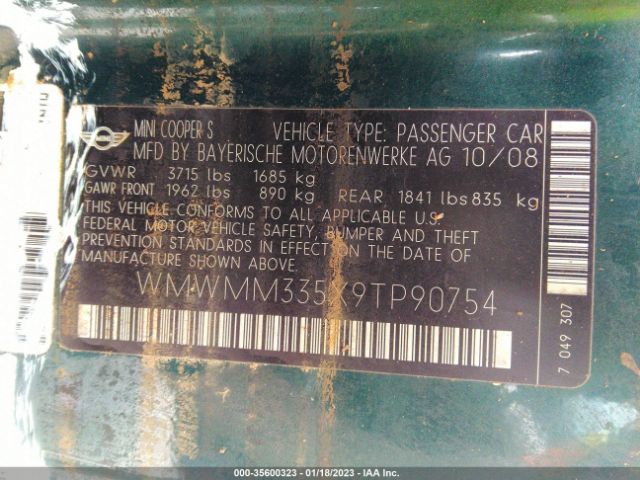 MINI COOPER S VEHICLE TYPE: PASSENGER CAR
MFD BY BAYERISCHE MOTORENWERKE AG 10/08
GVWR 3715 lbs 1685 kg
GAWR FRONT 1962 lbs 890 kg REAR 1841 lbs 835 kg
THIS VEHICLE CONFORMS TO ALL APPLICABLE U.S.
FEDERAL MOTOR VEHICLE SAFETY, BUMPER AND THEFT
PREVENTION STANDARDS IN EFFECT ON THE DATE OF
MANUFACTURE SHOWN ABOVE.
WMWMM335X9TP90754
7 049 307
000-35600323 - 01/18/2023 - IAA Inc.